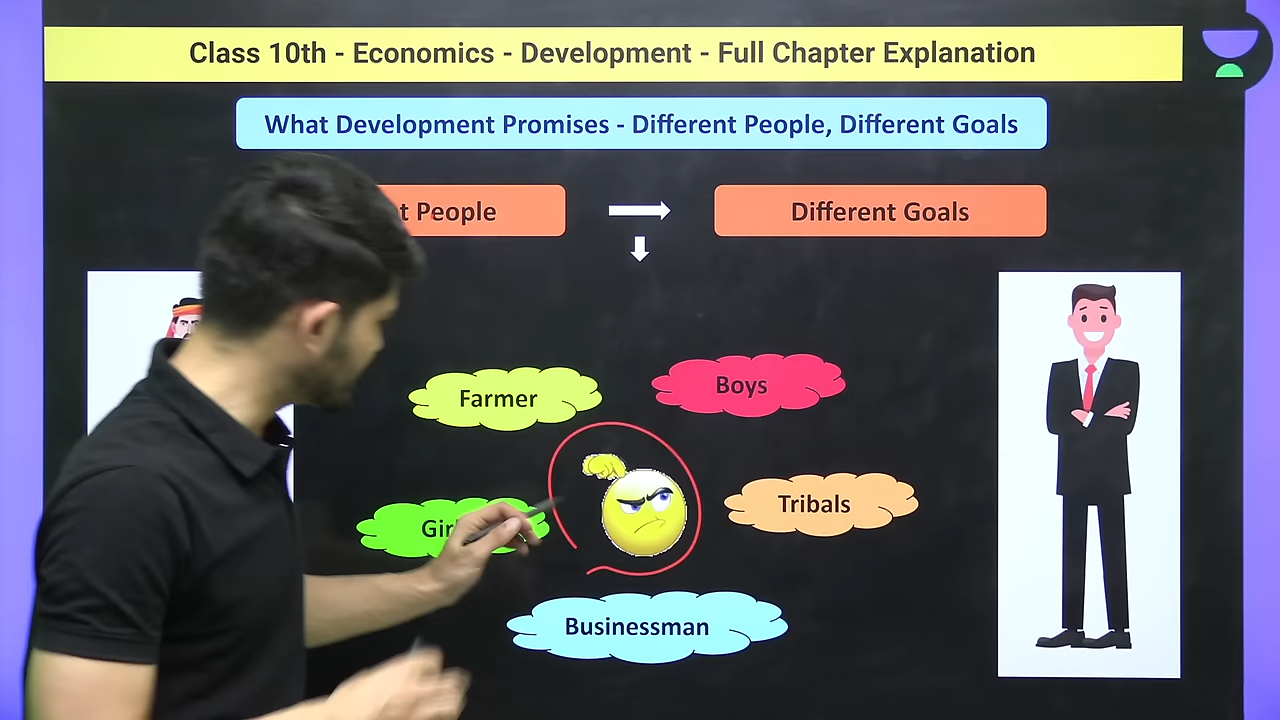 Class 10th - Economics - Development - Full Chapter Explanation
What Development Promises - Different People, Different Goals
People
Different Goals
Farmer
Boys
Tribals
Businessman